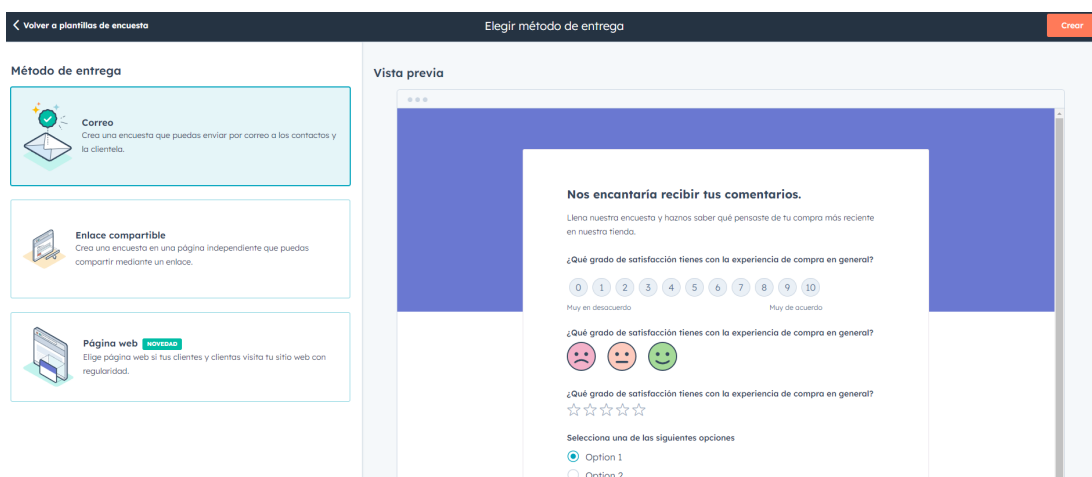 Volver a plantillas de encuesta
Elegir método de entrega
Crear
Método de entrega
Correo
Crea una encuesta que puedas enviar por correo a los contactos y
la clientela.
Enlace compartible
Crea una encuesta en una página independiente que puedas
compartir mediante un enlace.
Página web NOVEDAD
Elige página web si tus clientes y clientas visita tu sitio web con
regularidad.
Vista previa
Nos encantaría recibir tus comentarios.
Llena nuestra encuesta y haznos saber qué pensaste de tu compra más reciente
en nuestra tienda.
¿Qué grado de satisfacción tienes con la experiencia de compra en general?
0 1 2 3 4 5 6 7 8 9 10
Muy en desacuerdo Muy de acuerdo
¿Qué grado de satisfacción tienes con la experiencia de compra en general?
¿Qué grado de satisfacción tienes con la experiencia de compra en general?
Selecciona una de las siguientes opciones
Option 1
Option 2